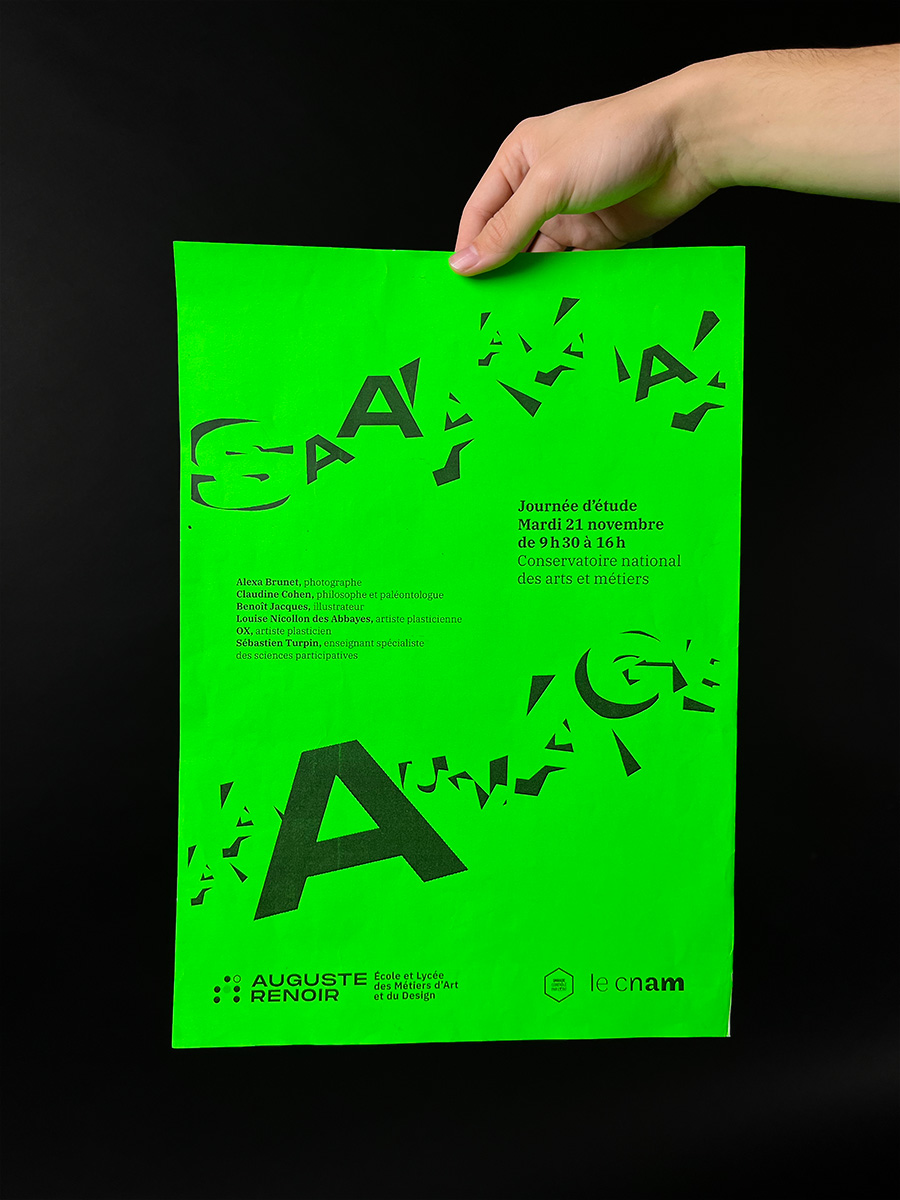 S A A
A
A
Journée d’étude
Mardi 21 novembre
de 9 h 30 à 16 h
Conservatoire national
des arts et métiers
Alexa Brunet, photographe
Claudine Cohen, philosophe et paléontologue
Benoît Jacques, illustrateur
Louise Nicollon des Abbayes, artiste plasticienne
OX, artiste plasticien
Sébastien Turpin, enseignant spécialiste
des sciences participatives
G
A
AUGUSTE
RENOIR
École et Lycée
des Métiers d’Art
et du Design
le cnam